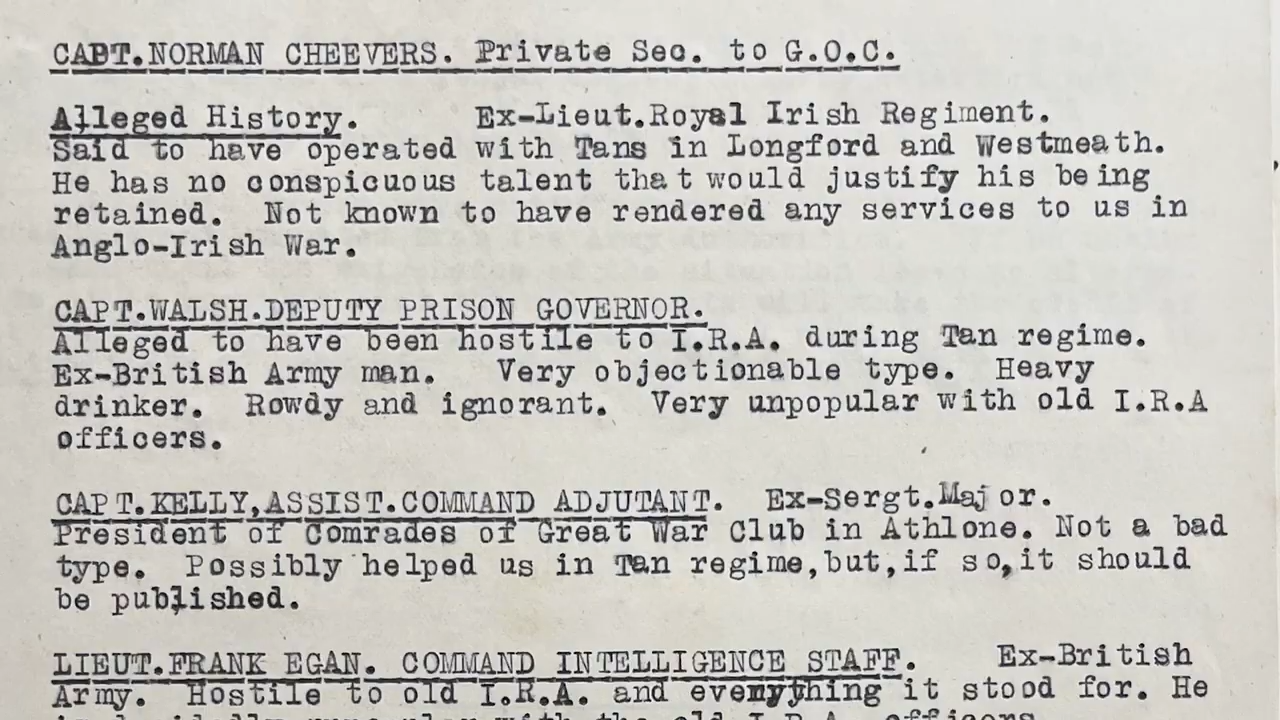 CAPT.NORMAN CHEEVERS. Private Sec. to G.O.C.
Alleged History. Ex-Lieut.Royal Irish Regiment.
Said to have operated with Tans in Longford and Westmeath.
He has no conspicuous talent that would justify his being
retained. Not known to have rendered any services to us in
Anglo-Irish War.
CAPT.WALSH.DEPUTY PRISON GOVERNOR.
Alleged to have been hostile to I.R.A. during Tan regime.
Ex-British Army man. Very objectionable type. Heavy
drinker. Rowdy and ignorant. Very unpopular with old I.R.A
officers.
CAPT.KELLY,ASSIST.COMMAND ADJUTANT. Ex-Sergt.Major.
President of Comrades of Great War Club in Athlone. Not a bad
type. Possibly helped us in Tan regime,but,if so,it should
be published.
LIEUT.FRANK EGAN. COMMAND INTELLIGENCE STAFF. Ex-British
Army. Hostile to old I.R.A. and everything it stood for. He
with the old I.R.A. officers